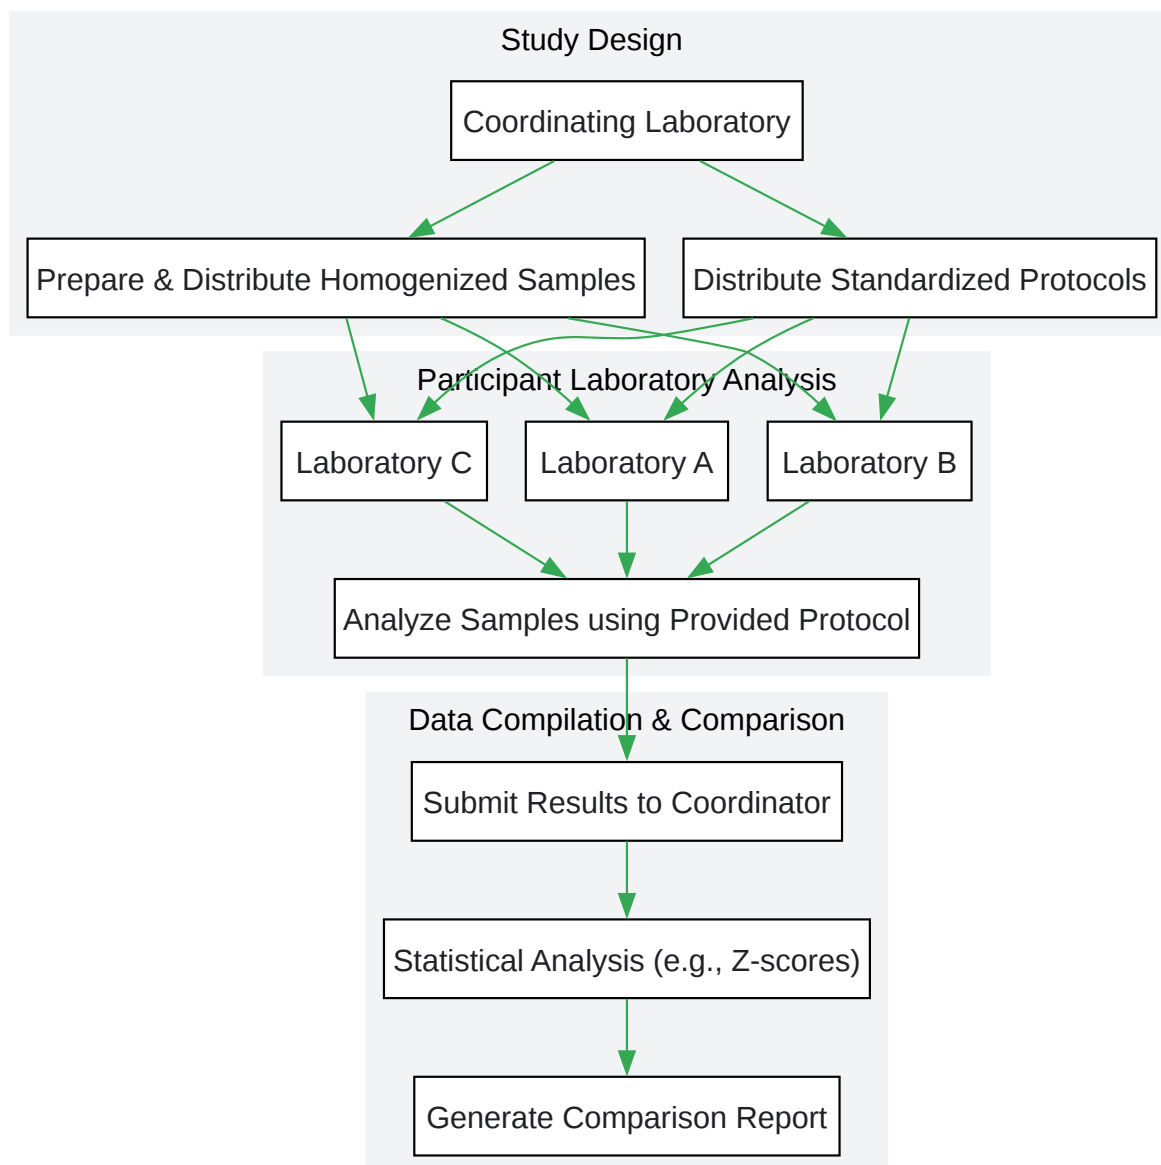 Study Design
Coordinating Laboratory
Prepare & Distribute Homogenized Samples
Distribute Standardized Protocols
Participant Laboratory Analysis
Laboratory C
Laboratory A
Laboratory B
Analyze Samples using Provided Protocol
Data Compilation & Comparison
Submit Results to Coordinator
Statistical Analysis (e.g., Z-scores)
Generate Comparison Report